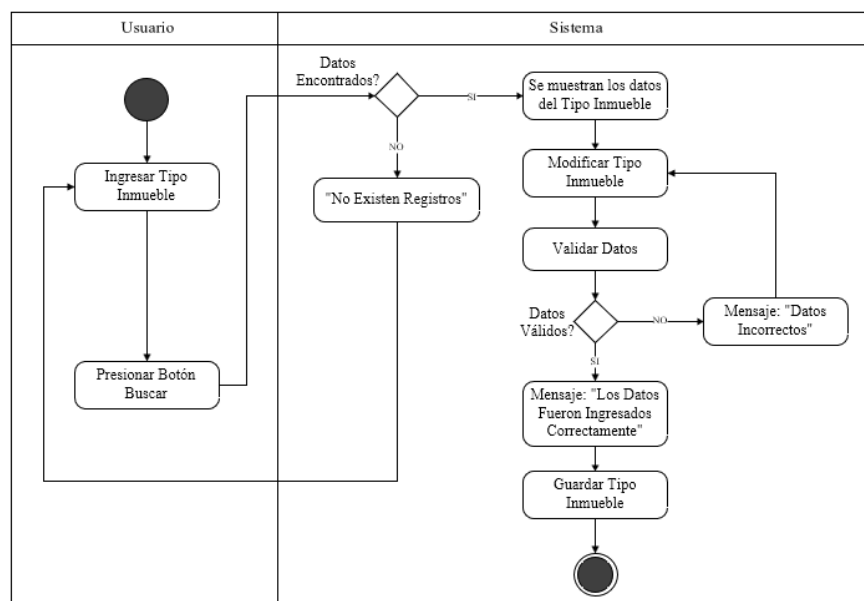 Usuario
Sistema
Datos
Encontrados?
SI
Se muestran los datos
del Tipo Inmueble
NO
Ingresar Tipo
Inmueble
"No Existen Registros"
Modificar Tipo
Inmueble
Validar Datos
Datos
Válidos?
NO
Mensaje: "Datos
Incorrectos"
SI
Presionar Botón
Buscar
Mensaje: "Los Datos
Fueron Ingresados
Correctamente"
Guardar Tipo
Inmueble